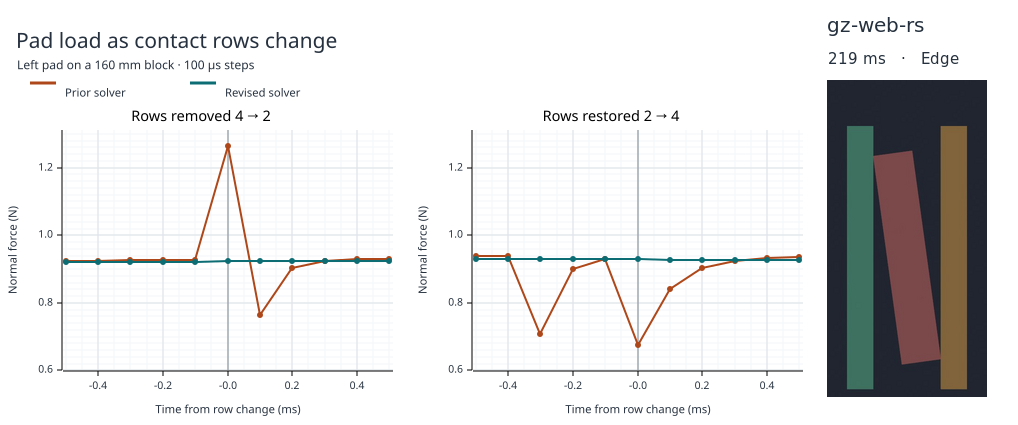 Pad load as contact rows change
Left pad on a 160 mm block · 100 µs steps
Prior solver
Revised solver
Rows removed 4 → 2
1.2
1.0
0.8
0.6
Normal force (N)
-0.4
-0.2
-0.0
0.2
0.4
Time from row change (ms)
Rows restored 2 → 4
1.2
1.0
0.8
0.6
Normal force (N)
-0.4
-0.2
-0.0
0.2
0.4
Time from row change (ms)
gz-web-rs
219 ms · Edge